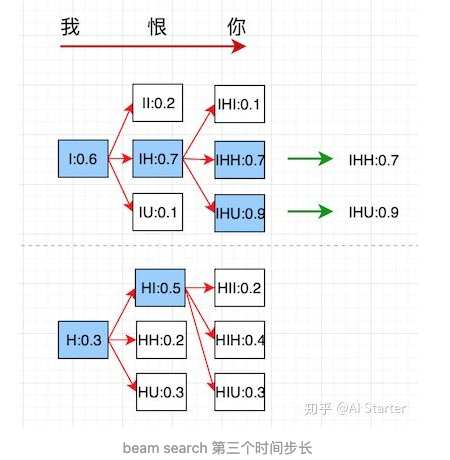 我 恨 你
II:0.2 IHI:0.1
I:0.6 IH:0.7 IHH:0.7 IHH:0.7
IU:0.1 IHU:0.9 IHU:0.9
HI:0.5 HII:0.2
H:0.3 HH:0.2 HIH:0.4
HU:0.3 HIU:0.3
知乎 @AI Starter
beam search 第三个时间步长